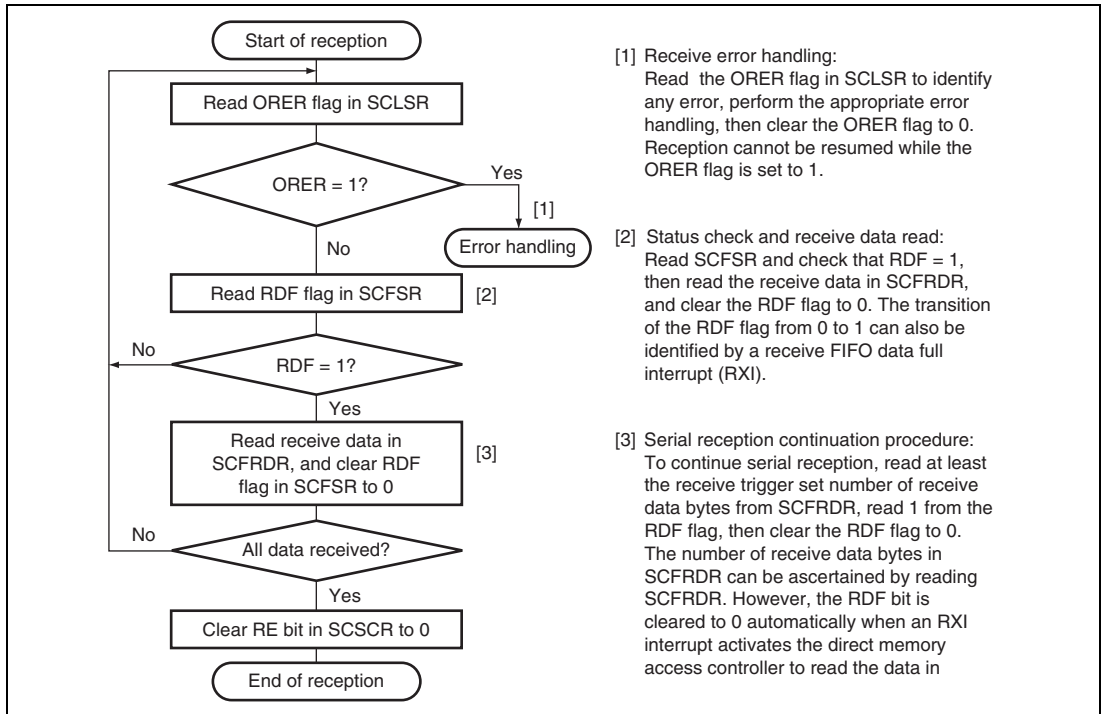 Start of reception
Read ORER flag in SCLSR
ORER = 1?
Yes
[1]
Error handling
No
Read RDF flag in SCFSR
[2]
No
RDF = 1?
Yes
Read receive data in
SCFRDR, and clear RDF
flag in SCFSR to 0
[3]
No
All data received?
Yes
Clear RE bit in SCSCR to 0
End of reception
[1] Receive error handling:
Read the ORER flag in SCLSR to identify
any error, perform the appropriate error
handling, then clear the ORER flag to 0.
Reception cannot be resumed while the
ORER flag is set to 1.
[2] Status check and receive data read:
Read SCFSR and check that RDF = 1,
then read the receive data in SCFRDR,
and clear the RDF flag to 0. The transition
of the RDF flag from 0 to 1 can also be
identified by a receive FIFO data full
interrupt (RXI).
[3] Serial reception continuation procedure:
To continue serial reception, read at least
the receive trigger set number of receive
data bytes from SCFRDR, read 1 from the
RDF flag, then clear the RDF flag to 0.
The number of receive data bytes in
SCFRDR can be ascertained by reading
SCFRDR. However, the RDF bit is
cleared to 0 automatically when an RXI
interrupt activates the direct memory
access controller to read the data in